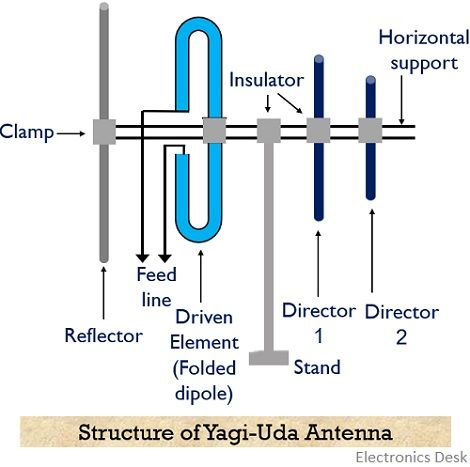 Horizontal
support
Insulator
Clamp
Feed
line
Reflector
Driven
Element
(Folded
dipole)
Director
1
Director
2
Stand
Structure of Yagi-Uda Antenna
Electronics Desk